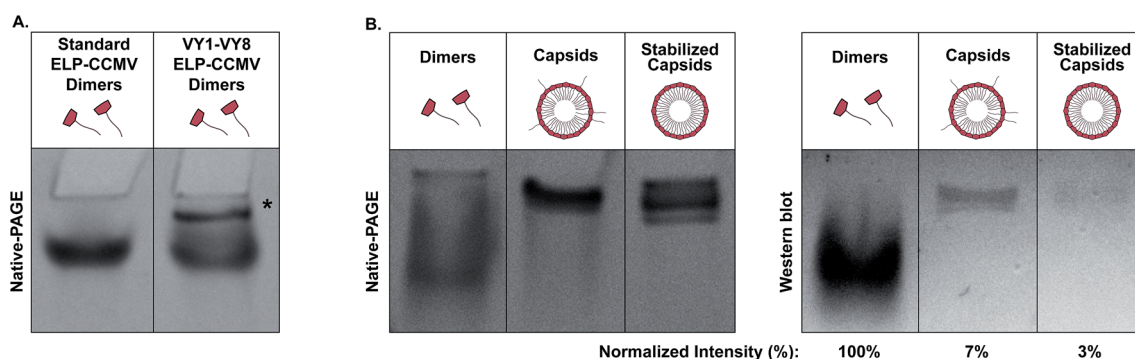 A.
Standard
ELP-CCMV
Dimers
VY1-VY8
ELP-CCMV
Dimers
Native-PAGE
*
B.
Dimers
Capsids
Stabilized
Capsids
Native-PAGE
Dimers
Capsids
Stabilized
Capsids
Western blot
Normalized Intensity (%): 100% 7% 3%